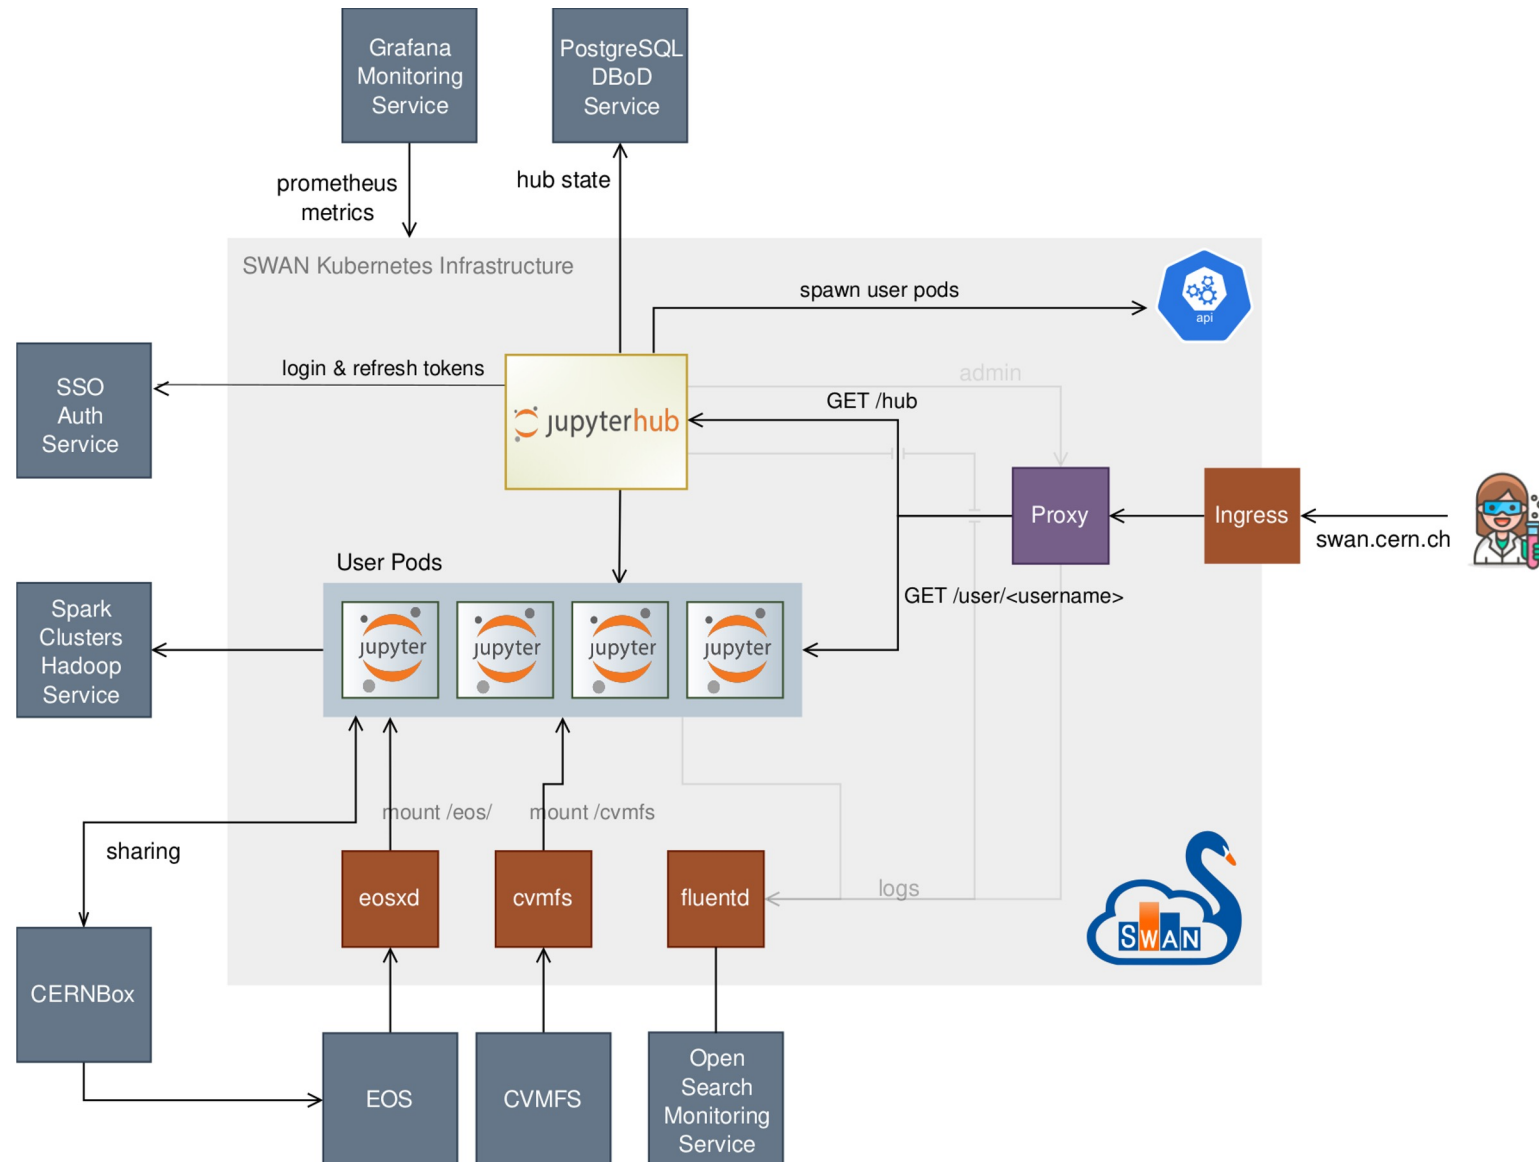 Grafana
Monitoring
Service
PostgreSQL
DBoD
Service
prometheus
metrics
hub state
SWAN Kubernetes Infrastructure
spawn user pods
api
SSO
Auth
Service
login & refresh tokens
admin
GET /hub
jupyterhub
Proxy
Ingress
swan.cern.ch
User Pods
GET /user/<username>
Spark
Clusters
Hadoop
Service
jupyter
jupyter
jupyter
jupyter
mount /eos/
mount /cvmfs
sharing
eosxd
cvmfs
fluentd
logs
SWAN
CERNBox
EOS
CVMFS
Open
Search
Monitoring
Service